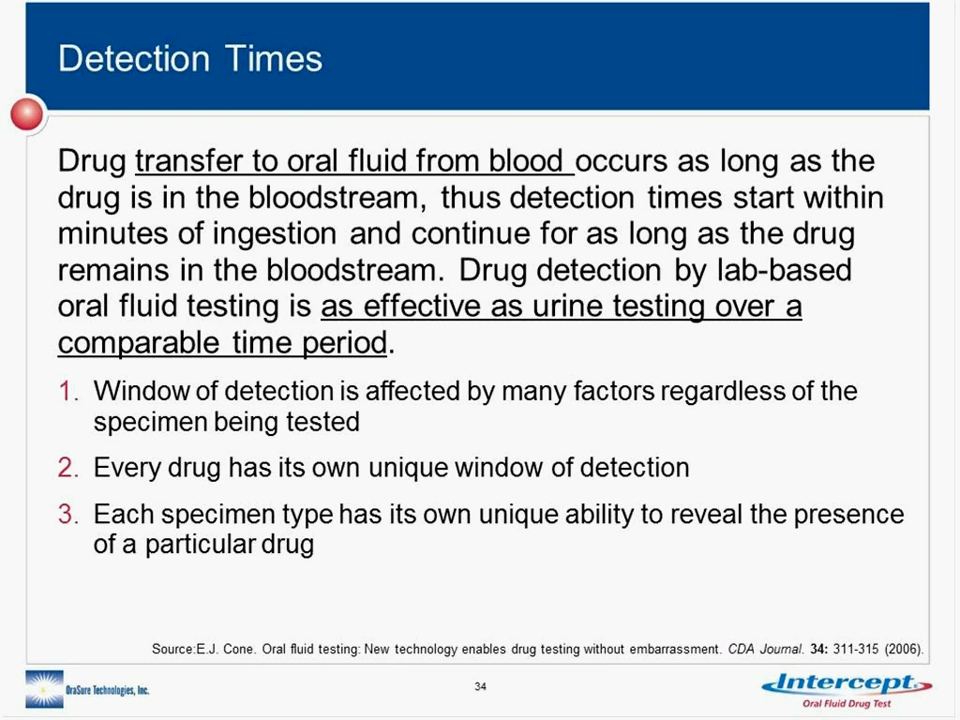 Detection Times
Drug transfer to oral fluid from blood occurs as long as the
drug is in the bloodstream, thus detection times start within
minutes of ingestion and continue for as long as the drug
remains in the bloodstream. Drug detection by lab-based
oral fluid testing is as effective as urine testing over a
comparable time period.
1. Window of detection is affected by many factors regardless of the
specimen being tested
2. Every drug has its own unique window of detection
3. Each specimen type has its own unique ability to reveal the presence
of a particular drug
Source:E.J. Cone. Oral fluid testing: New technology enables drug testing without embarrassment. CDA Journal. 34: 311-315 (2006).
OraSure Technologies, Inc.
34
Intercept
Oral Fluid Drug Test